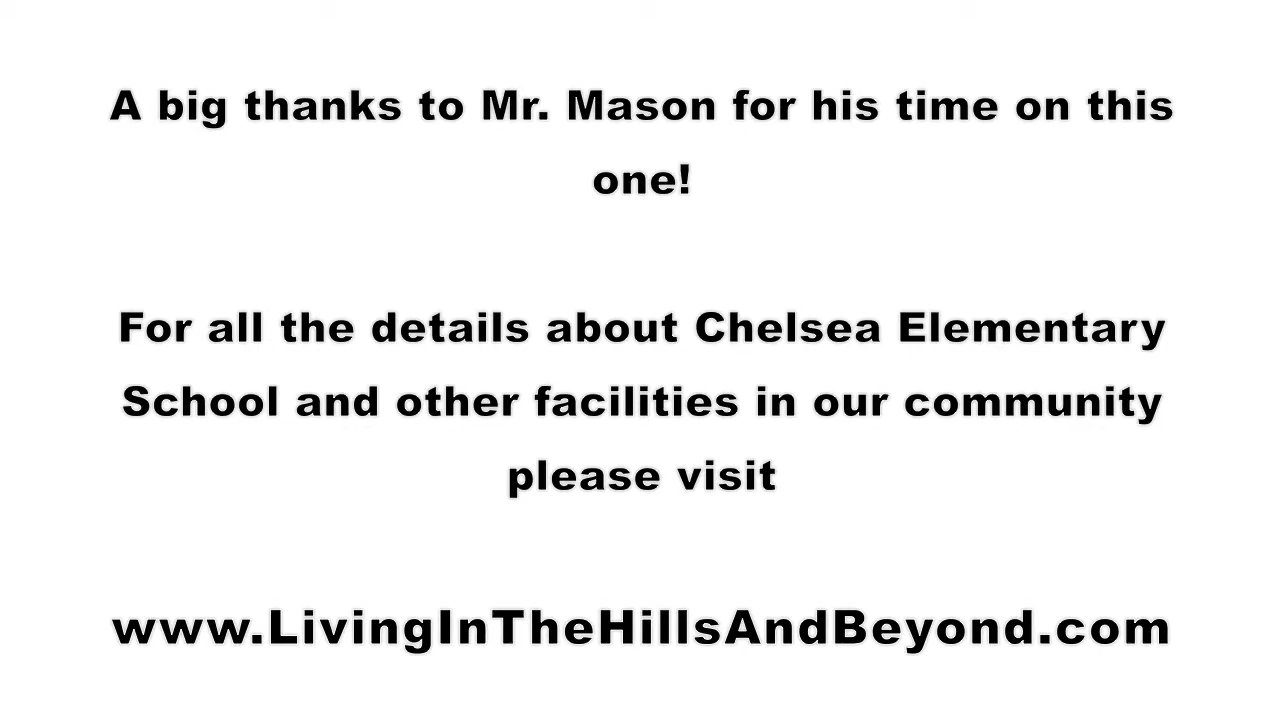 A big thanks to Mr. Mason for his time on this
one!
For all the details about Chelsea Elementary
School and other facilities in our community
please visit
www.LivingInTheHillsAndBeyond.com